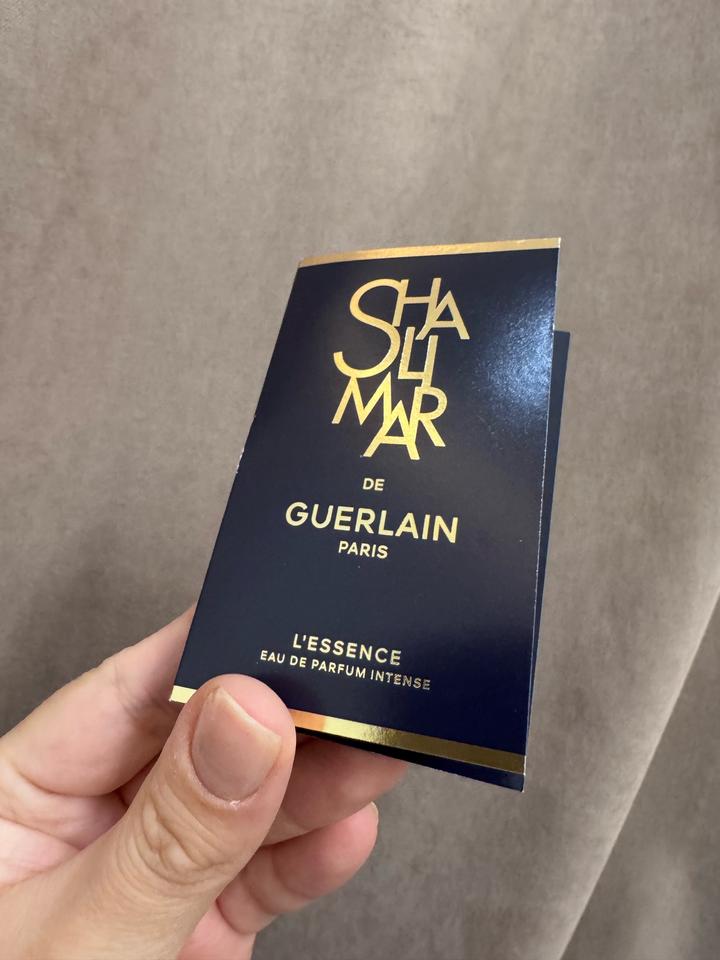 SHA
LI
MAR
DE
GUERLAIN
PARIS
L'ESSENCE
EAU DE PARFUM INTENSE